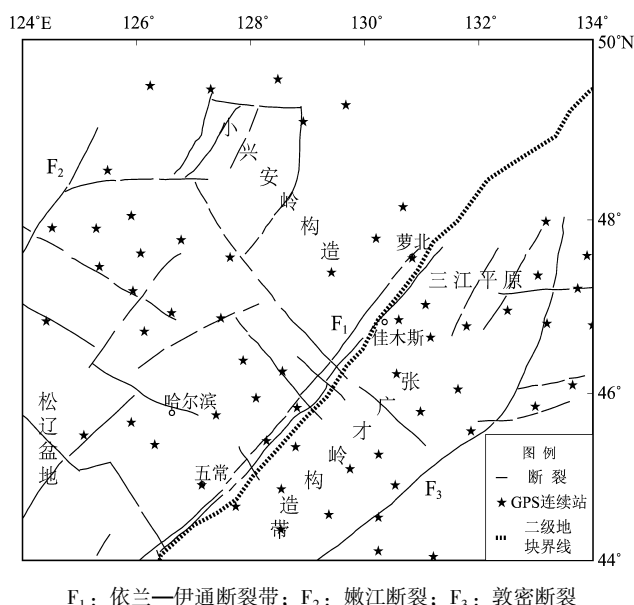 124°E 126° 128° 130° 132° 134°
50°N
F2
小兴安岭构造
48°
萝北
三江平原
F1
佳木斯
46°
张广才岭构造带
松辽盆地
哈尔滨
五常
F3
图 例
断 裂
GPS连续站
二级地
块界线
44°
F1：依兰—伊通断裂带；F2：嫩江断裂；F3：敦密断裂